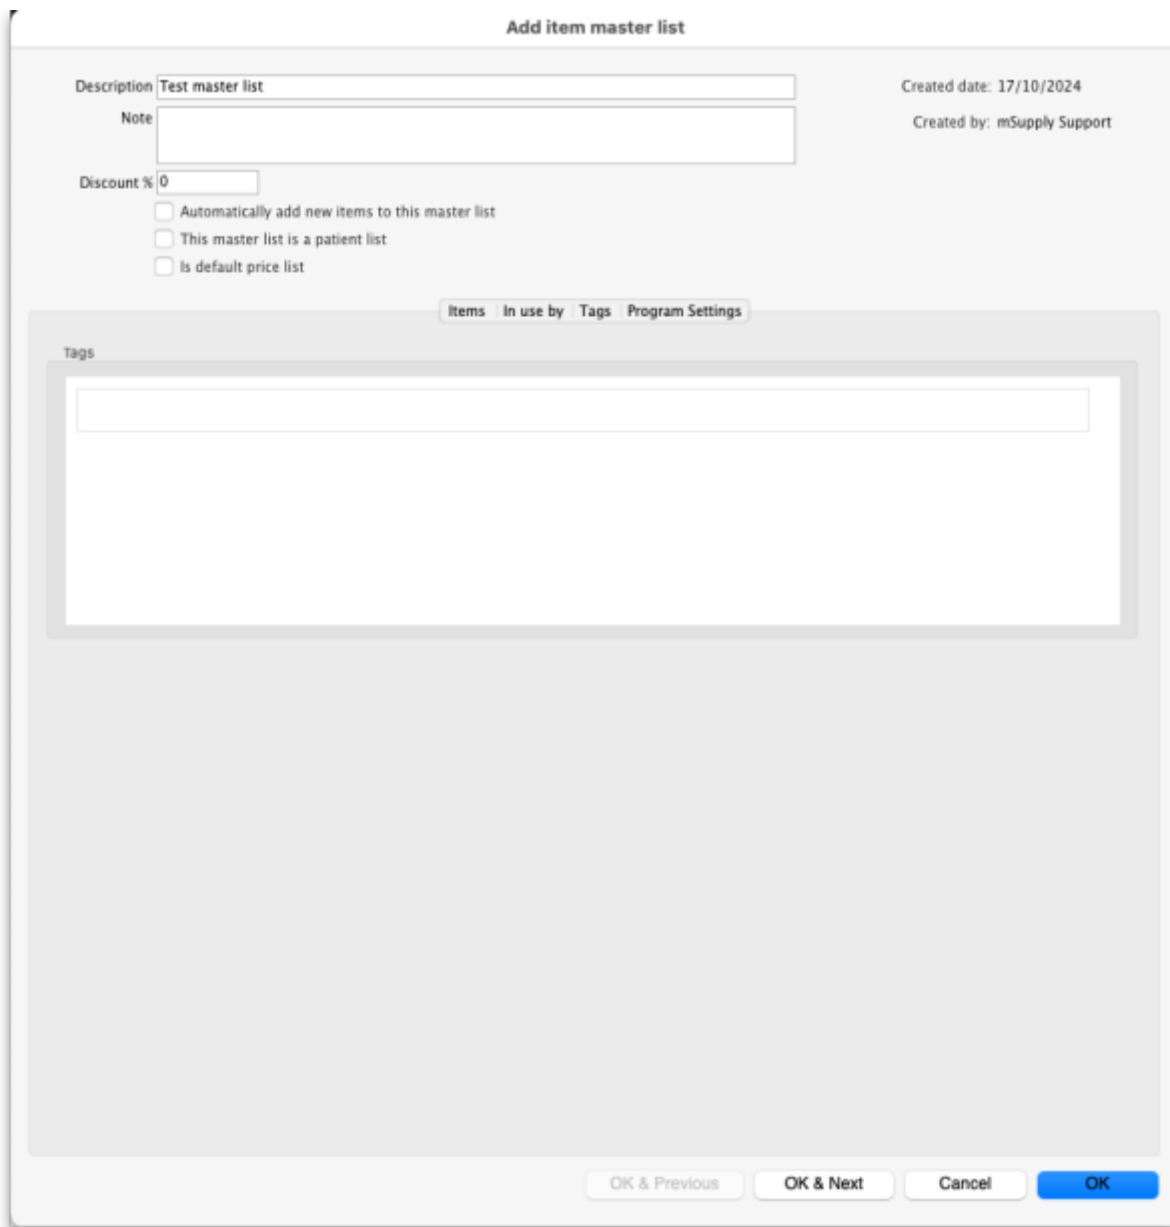 Add item master list
Description Test master list
Created date: 17/10/2024
Note
Created by: mSupply Support
Discount % 0
Automatically add new items to this master list
This master list is a patient list
Is default price list
Items In use by Tags Program Settings
Tags
OK & Previous OK & Next Cancel OK